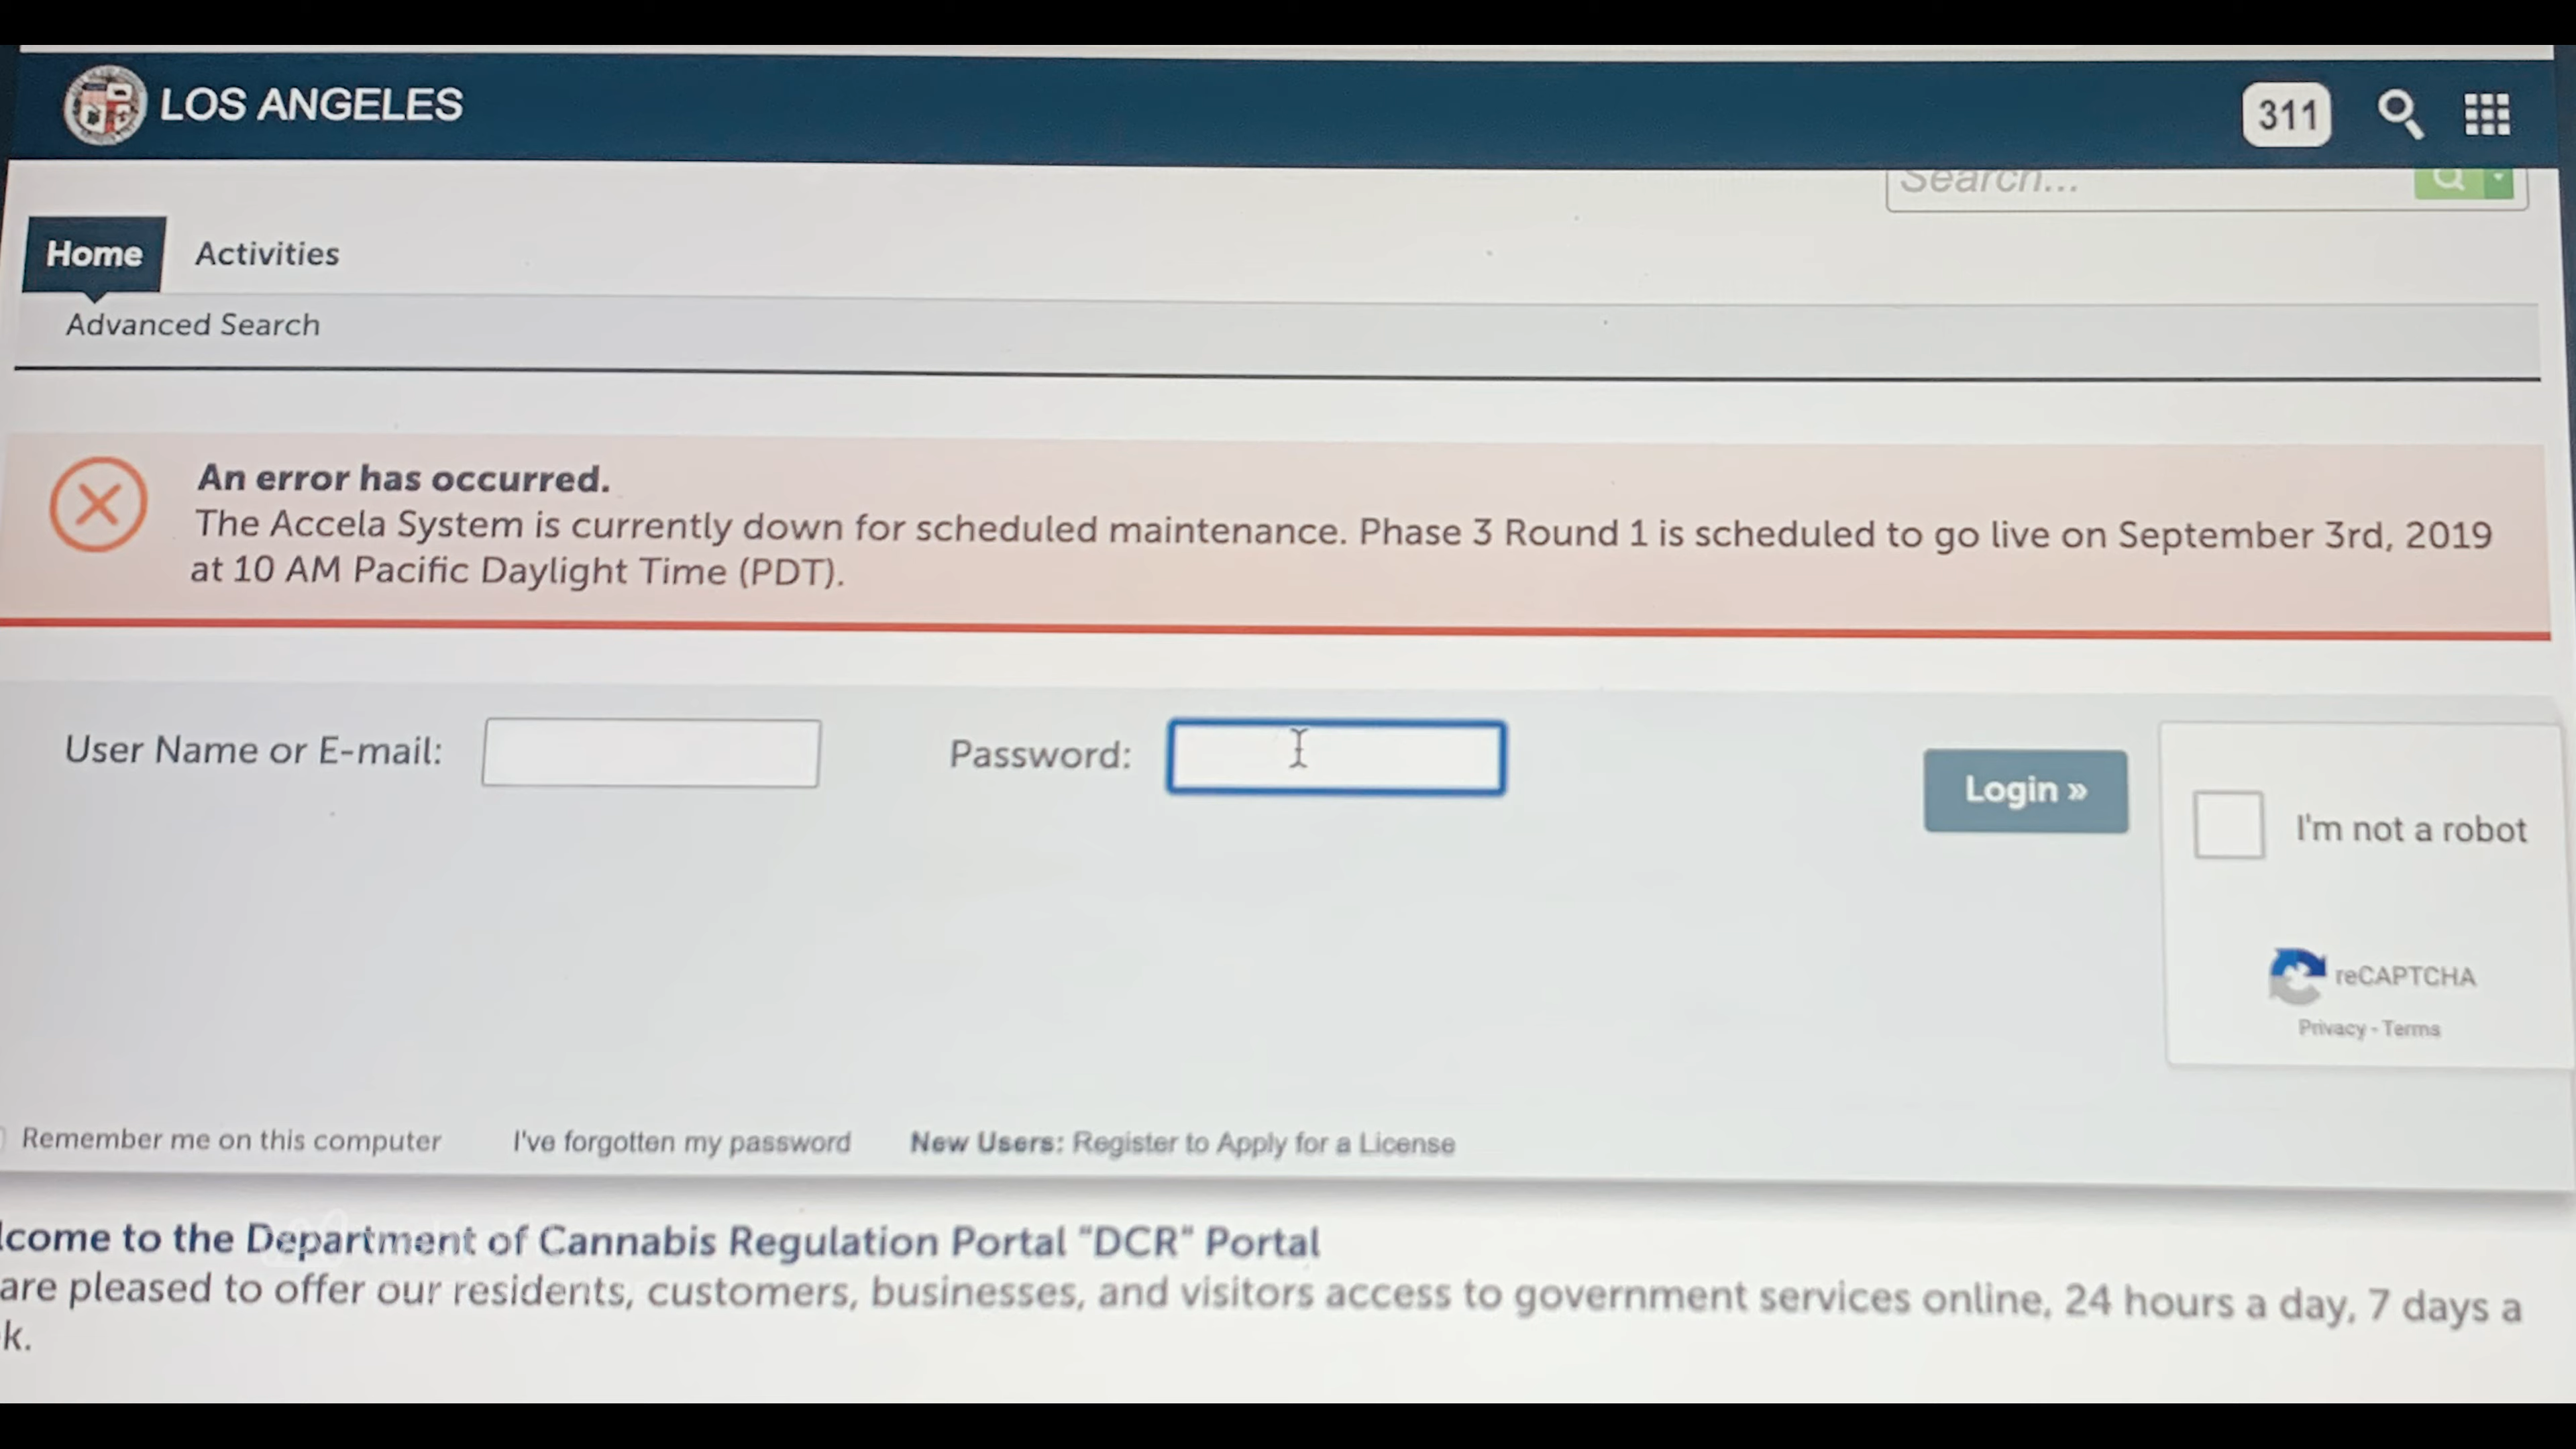 LOS ANGELES
311
Search...
Home
Activities
Advanced Search
An error has occurred.
The Accela System is currently down for scheduled maintenance. Phase 3 Round 1 is scheduled to go live on September 3rd, 2019
at 10 AM Pacific Daylight Time (PDT).
User Name or E-mail:
Password:
Login »
I'm not a robot
reCAPTCHA
Privacy - Terms
Remember me on this computer
I've forgotten my password
New Users: Register to Apply for a License
lcome to the Department of Cannabis Regulation Portal "DCR" Portal
are pleased to offer our residents, customers, businesses, and visitors access to government services online, 24 hours a day, 7 days a
k.